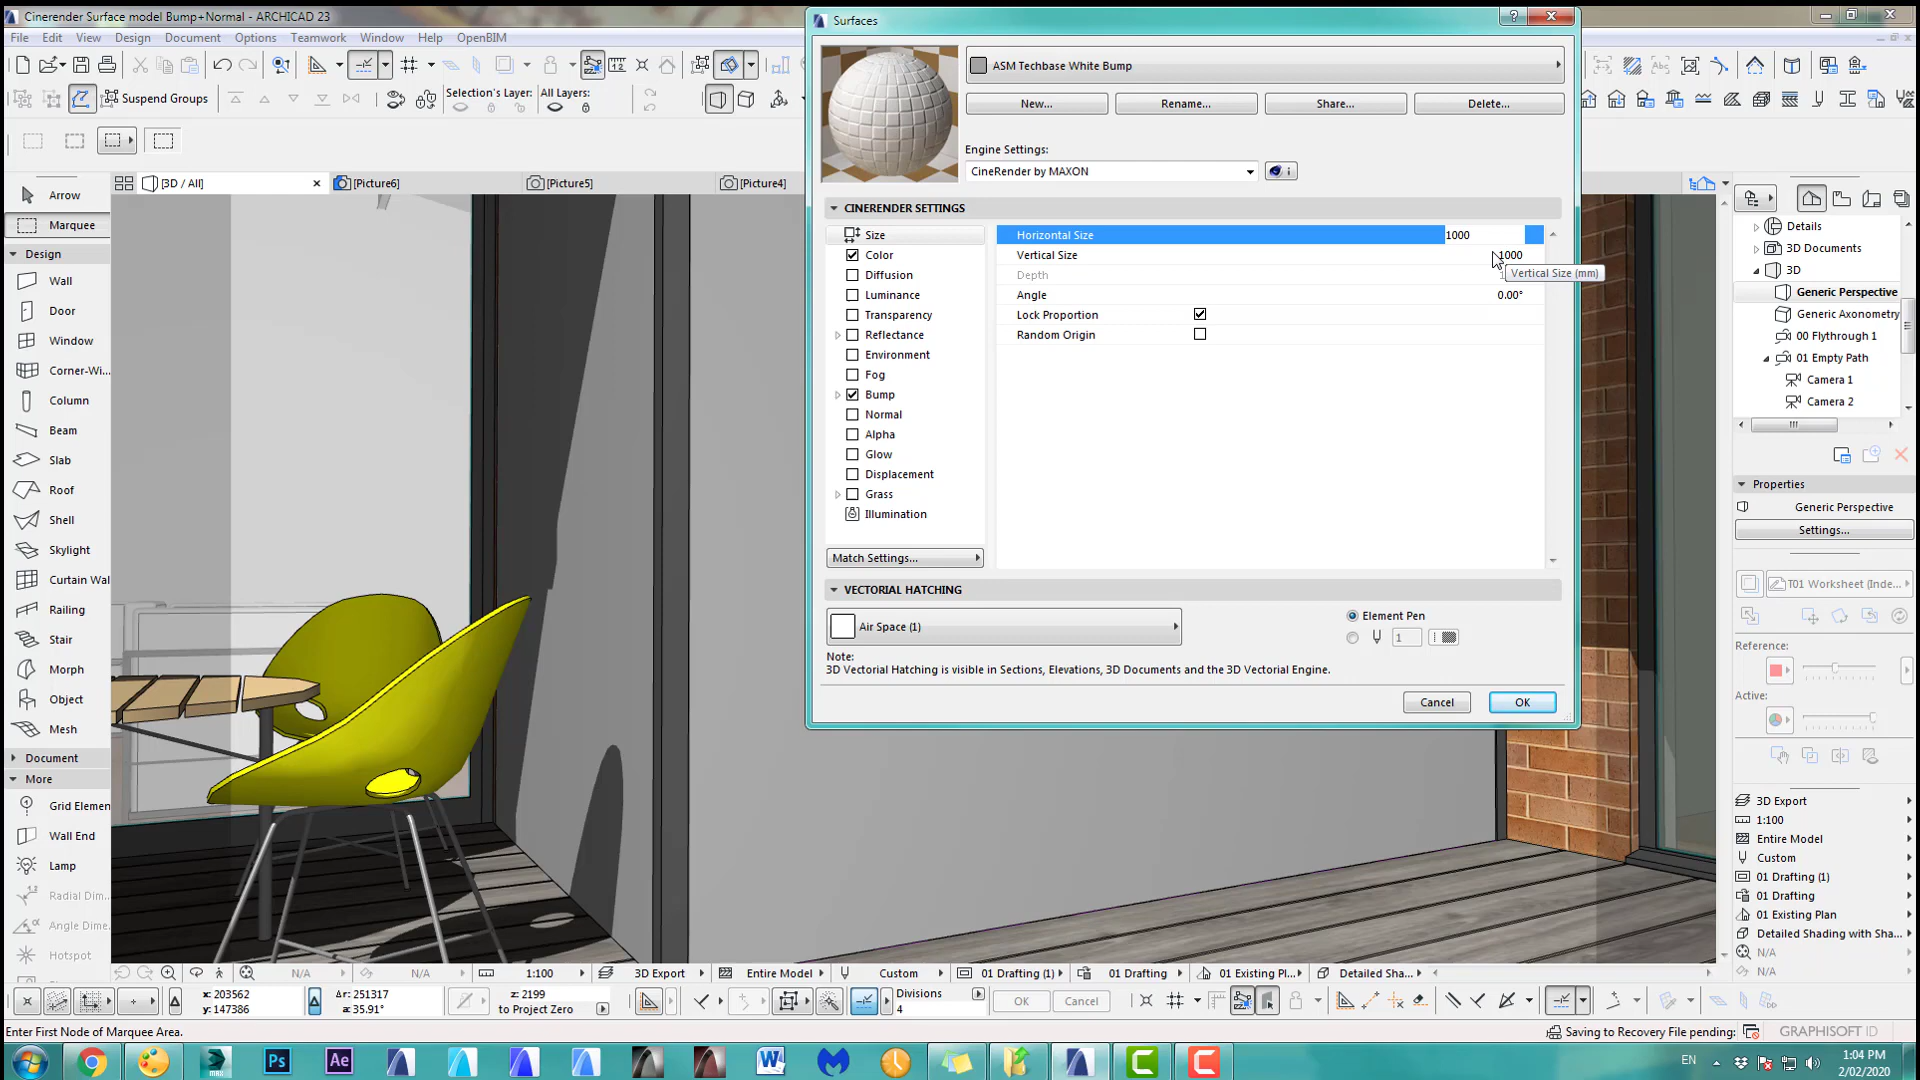 Cinerender Surface model Bump+Normal - ARCHICAD 23
File Edit View Design Document Options Teamwork Window Help OpenBIM
Suspend Groups
Selection's Layer:
All Layers:
[3D / All]
[Picture6]
[Picture5]
[Picture4]
Arrow
Marquee
Design
Wall
Door
Window
Corner-Wi...
Column
Beam
Slab
Roof
Shell
Skylight
Curtain Wal
Railing
Stair
Morph
Object
Mesh
Document
More
Grid Elemen
Wall End
Lamp
Radial Dime
Angle Dime.
Hotspot
Surfaces
ASM Techbase White Bump
New...
Rename...
Share...
Delete...
Engine Settings:
CineRender by MAXON
CINERENDER SETTINGS
Size
Color
Diffusion
Luminance
Transparency
Reflectance
Environment
Fog
Bump
Normal
Alpha
Glow
Displacement
Grass
Illumination
Match Settings...
Horizontal Size 1000
Vertical Size 1000
Depth
Vertical Size (mm)
Angle 0.00°
Lock Proportion
Random Origin
VECTORIAL HATCHING
Air Space (1)
Element Pen
1
Note:
3D Vectorial Hatching is visible in Sections, Elevations, 3D Documents and the 3D Vectorial Engine.
Cancel
OK
Details
3D Documents
3D
Generic Perspective
Generic Axonometry
00 Flythrough 1
01 Empty Path
Camera 1
Camera 2
Properties
Generic Perspective
Settings...
T01 Worksheet (Inde...
Reference:
Active:
3D Export
1:100
Entire Model
Custom
01 Drafting (1)
01 Drafting
01 Existing Plan
Detailed Shading with Sha...
N/A
N/A
N/A N/A 1:100 3D Export Entire Model Custom 01 Drafting (1) 01 Drafting 01 Existing Pl... Detailed Sha...
x: 203562
y: 147386
Δr: 251317
a: 35.91°
z: 2199
to Project Zero
Divisions
4
OK
Cancel
Enter First Node of Marquee Area.
Saving to Recovery File pending:
GRAPHISOFT ID
EN
1:04 PM
2/02/2020